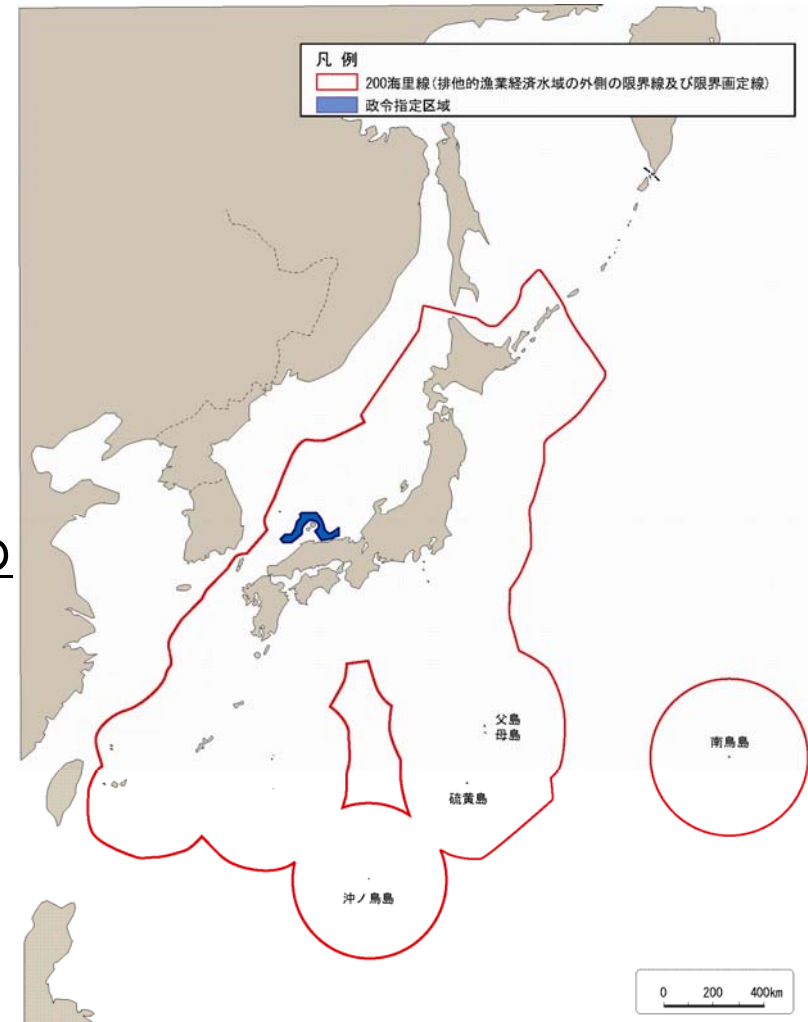 凡 例
200海里線(排他的漁業経済水域の外側の限界線及び限界画定線)
政令指定区域
の
父島
母島
南鳥島
硫黄島
沖ノ鳥島
0 200 400km